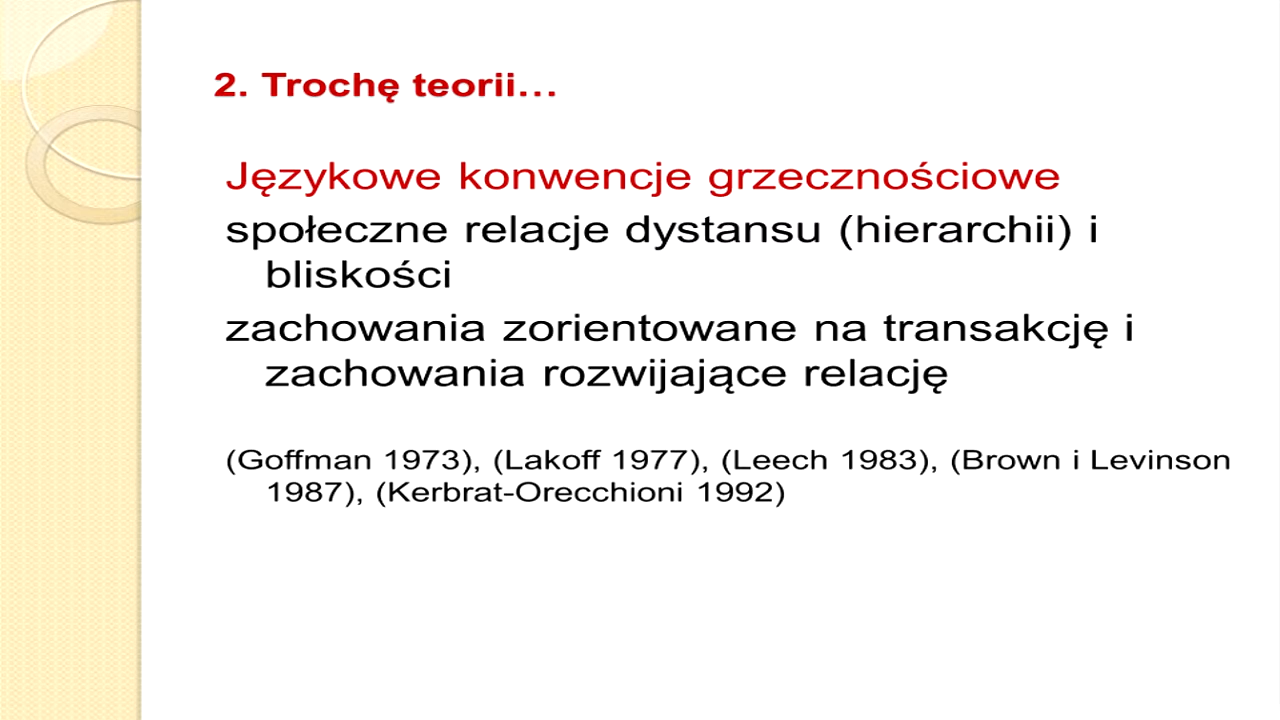 2. Trochę teorii…
Językowe konwencje grzecznościowe
społeczne relacje dystansu (hierarchii) i
bliskości
zachowania zorientowane na transakcję i
zachowania rozwijające relację
(Goffman 1973), (Lakoff 1977), (Leech 1983), (Brown i Levinson
1987), (Kerbrat-Orecchioni 1992)